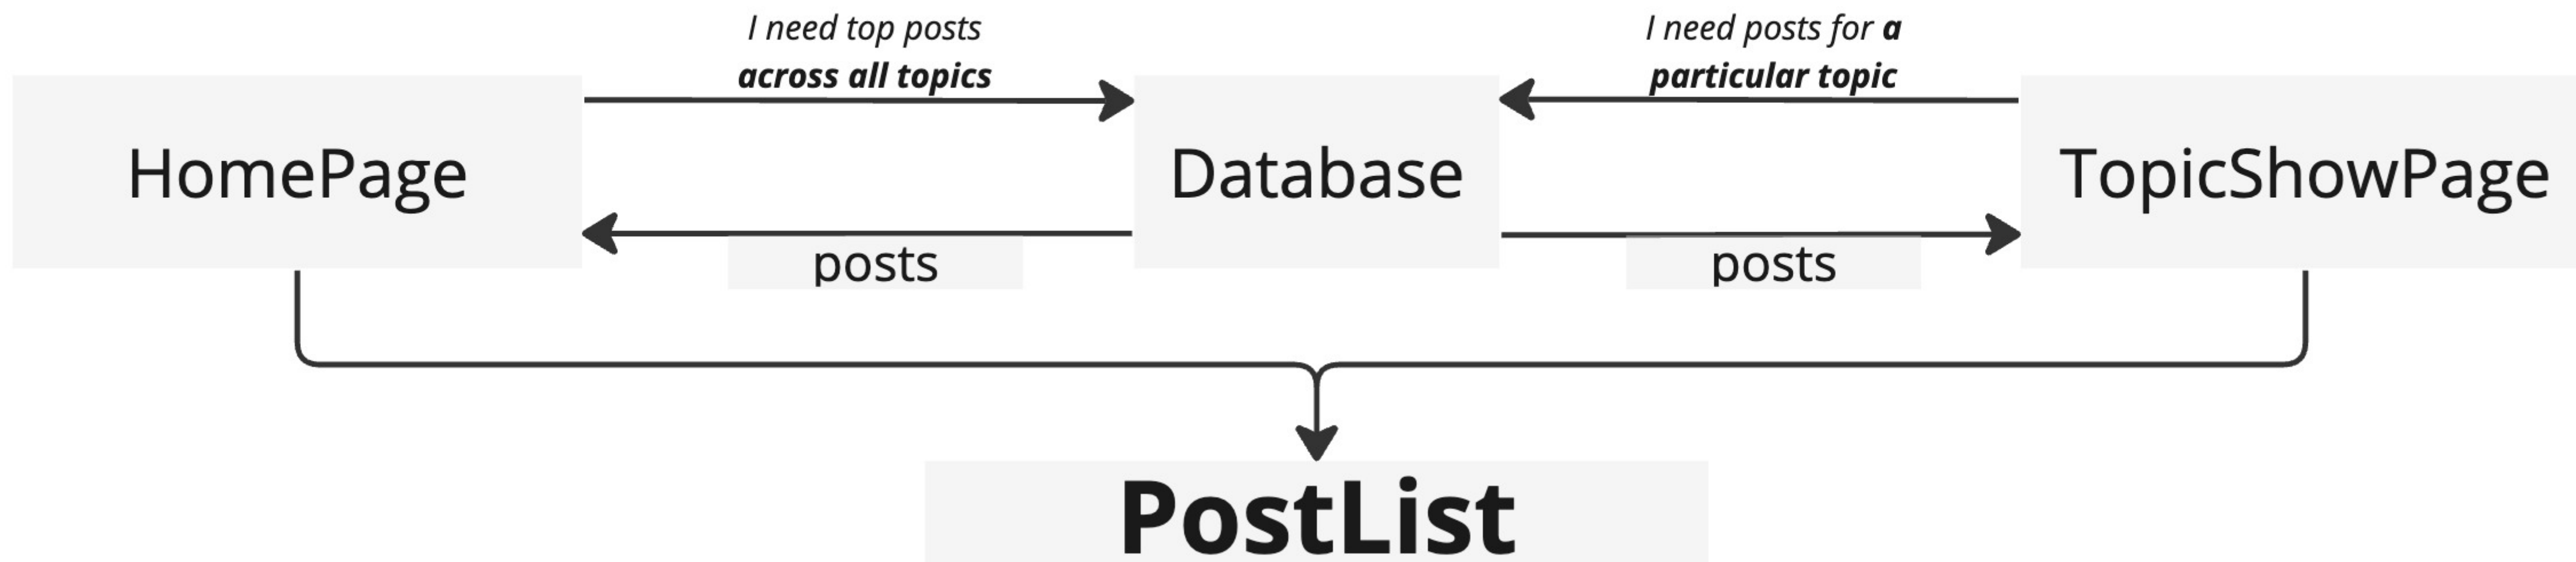 I need top posts
across all topics
I need posts for a
particular topic
HomePage
Database
TopicShowPage
posts
posts
PostList